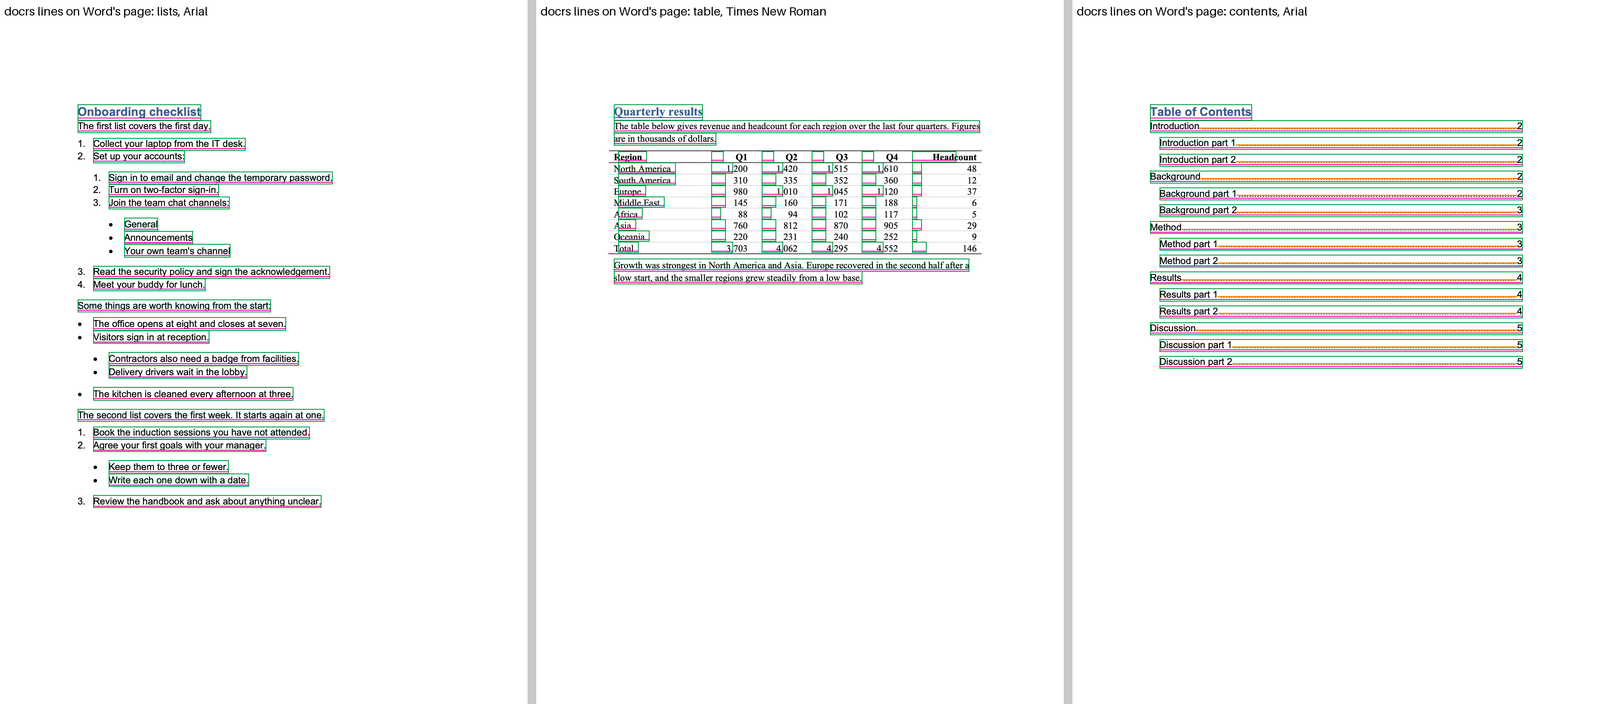 docrs lines on Word's page: lists, Arial
Onboarding checklist
The first list covers the first day.
1. Collect your laptop from the IT desk.
2. Set up your accounts:
1. Sign in to email and change the temporary password.
2. Turn on two-factor sign-in.
3. Join the team chat channels:
• General
• Announcements
• Your own team's channel
3. Read the security policy and sign the acknowledgement.
4. Meet your buddy for lunch.
Some things are worth knowing from the start:
• The office opens at eight and closes at seven.
• Visitors sign in at reception.
• Contractors also need a badge from facilities.
• Delivery drivers wait in the lobby.
• The kitchen is cleaned every afternoon at three.
The second list covers the first week. It starts again at one.
1. Book the induction sessions you have not attended.
2. Agree your first goals with your manager.
• Keep them to three or fewer.
• Write each one down with a date.
3. Review the handbook and ask about anything unclear.
docrs lines on Word's page: table, Times New Roman
Quarterly results
The table below gives revenue and headcount for each region over the last four quarters. Figures
are in thousands of dollars.
Region Q1 Q2 Q3 Q4 Headcount
North America 1,200 1,420 1,515 1,610 48
South America 310 335 352 360 12
Europe 980 1,010 1,045 1,120 37
Middle East 145 160 171 188 6
Africa 88 94 102 117 5
Asia 760 812 870 905 29
Oceania 220 231 240 252 9
Total 3,703 4,062 4,295 4,552 146
Growth was strongest in North America and Asia. Europe recovered in the second half after a
slow start, and the smaller regions grew steadily from a low base.
docrs lines on Word's page: contents, Arial
Table of Contents
Introduction 2
Introduction part 1 2
Introduction part 2 2
Background 2
Background part 1 2
Background part 2 3
Method 3
Method part 1 3
Method part 2 3
Results 4
Results part 1 4
Results part 2 4
Discussion 5
Discussion part 1 5
Discussion part 2 5